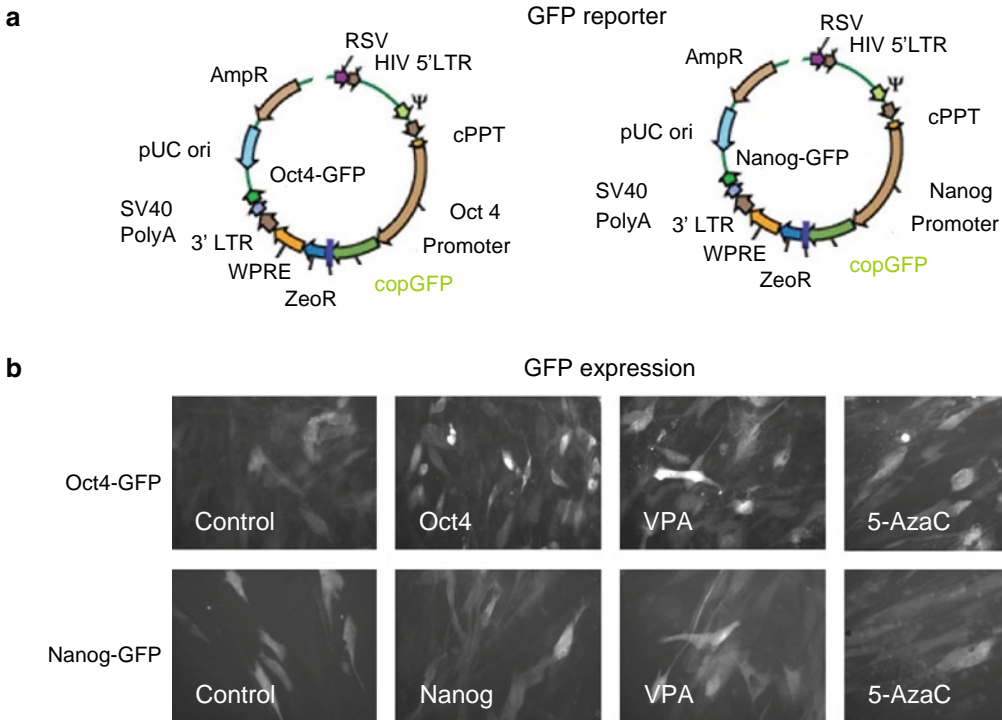 a
GFP reporter
RSV
HIV 5'LTR
AmpR
Ψ
cPPT
pUC ori
Oct4-GFP
SV40
PolyA
Oct 4
Promoter
3' LTR
WPRE
ZeoR
copGFP
RSV
HIV 5'LTR
AmpR
Ψ
cPPT
pUC ori
Nanog-GFP
SV40
PolyA
Nanog
Promoter
3' LTR
WPRE
ZeoR
copGFP
b
GFP expression
Oct4-GFP
Control
Oct4
VPA
5-AzaC
Nanog-GFP
Control
Nanog
VPA
5-AzaC